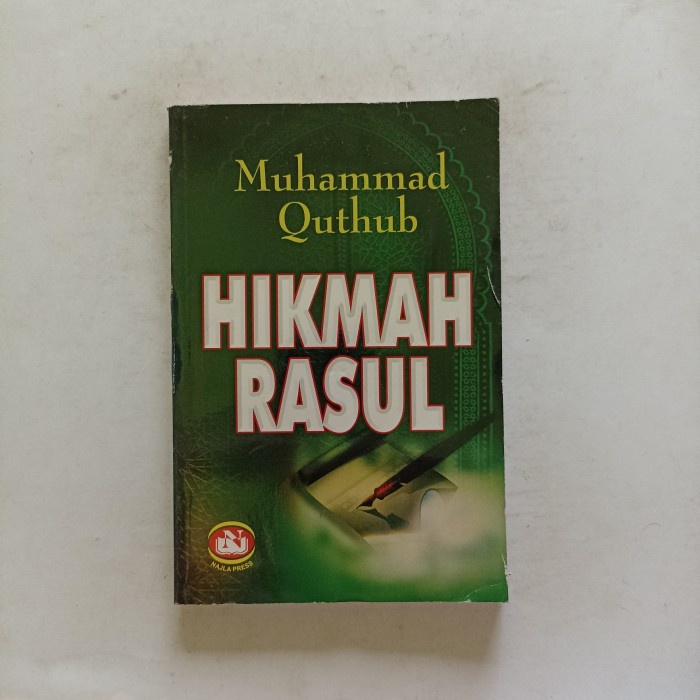 Muhammad
Quthub
HIKMAH
RASUL
N
NAJLA PRESS